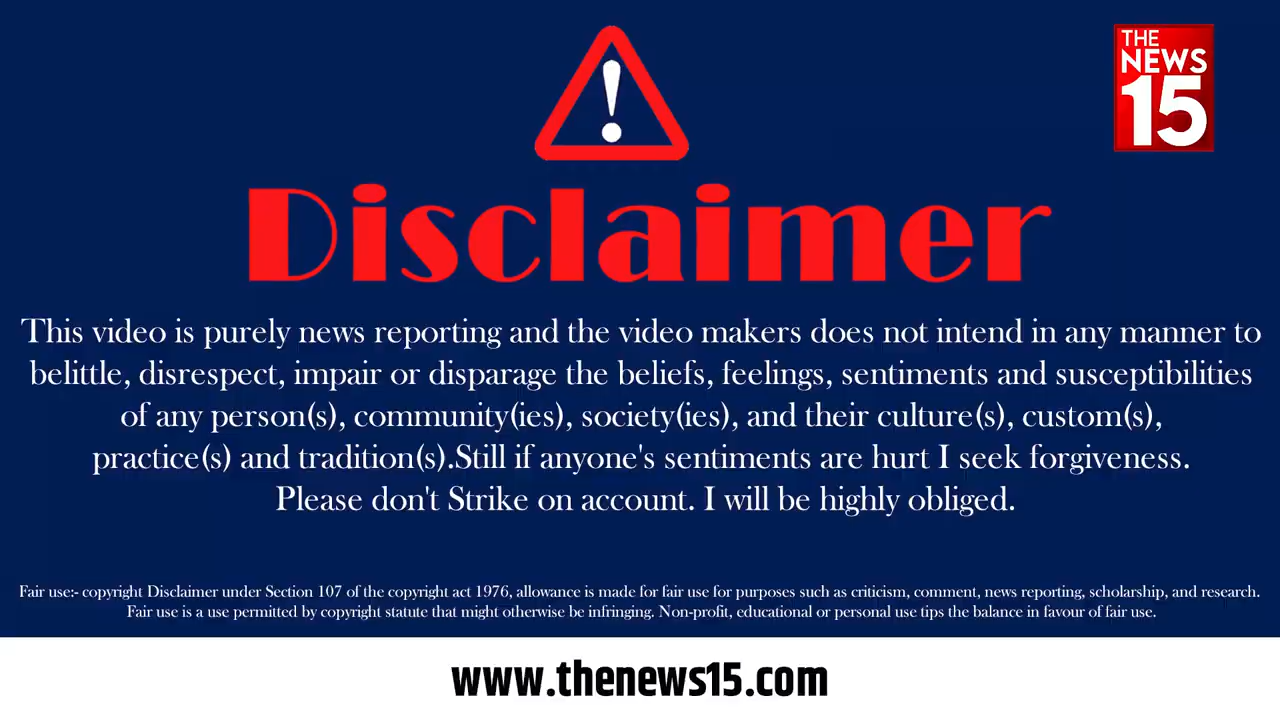 THE
NEWS
15
Disclaimer
This video is purely news reporting and the video makers does not intend in any manner to
belittle, disrespect, impair or disparage the beliefs, feelings, sentiments and susceptibilities
of any person(s), community(ies), society(ies), and their culture(s), custom(s),
practice(s) and tradition(s).Still if anyone's sentiments are hurt I seek forgiveness.
Please don't Strike on account. I will be highly obliged.
Fair use:- copyright Disclaimer under Section 107 of the copyright act 1976, allowance is made for fair use for purposes such as criticism, comment, news reporting, scholarship, and research.
Fair use is a use permitted by copyright statute that might otherwise be infringing. Non-profit, educational or personal use tips the balance in favour of fair use.
www.thenews15.com